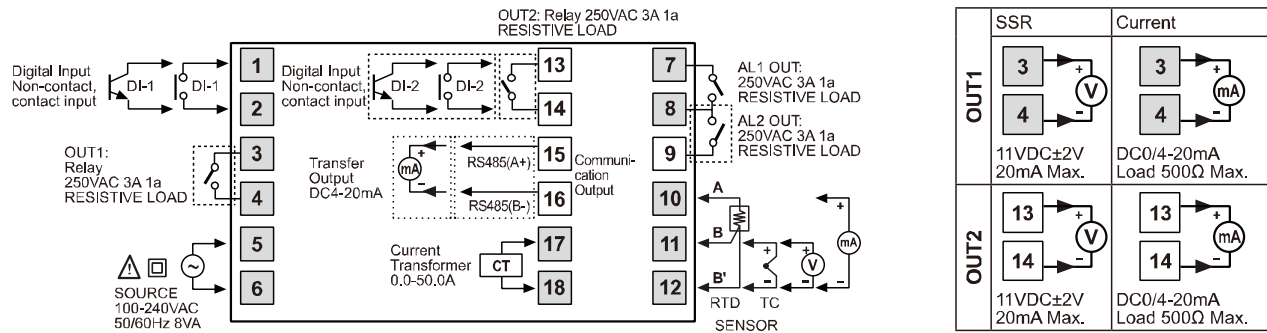 OUT2: Relay 250VAC 3A 1a
RESISTIVE LOAD
Digital Input
Non-contact,
contact input
DI-1
DI-1
1
2
Digital Input
Non-contact,
contact input
DI-2
DI-2
13
14
7
8
9
AL1 OUT:
250VAC 3A 1a
RESISTIVE LOAD
AL2 OUT:
250VAC 3A 1a
RESISTIVE LOAD
OUT1:
Relay
250VAC 3A 1a
RESISTIVE LOAD
3
4
Transfer
Output
DC4-20mA
mA
+
-
RS485(A+)
RS485(B-)
15
16
Communi-
cation
Output
10
11
12
A
B
B'
RTD
TC
+
-
+
-
V
+
-
mA
SENSOR
5
6
SOURCE
100-240VAC
50/60Hz 8VA
Current
Transformer
0.0-50.0A
CT
17
18
SSR
Current
OUT1
3
4
+
-
V
11VDC±2V
20mA Max.
3
4
+
-
mA
DC0/4-20mA
Load 500Ω Max.
OUT2
13
14
+
-
V
11VDC±2V
20mA Max.
13
14
+
-
mA
DC0/4-20mA
Load 500Ω Max.